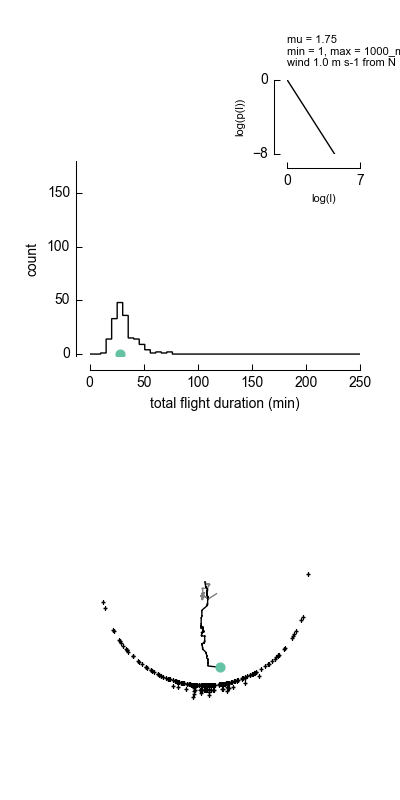 mu = 1.75
min = 1, max = 1000_m
wind 1.0 m s-1 from N
0
log(p(l))
−8
0
7
log(l)
150
100
50
0
count
0
50
100
150
200
250
total flight duration (min)